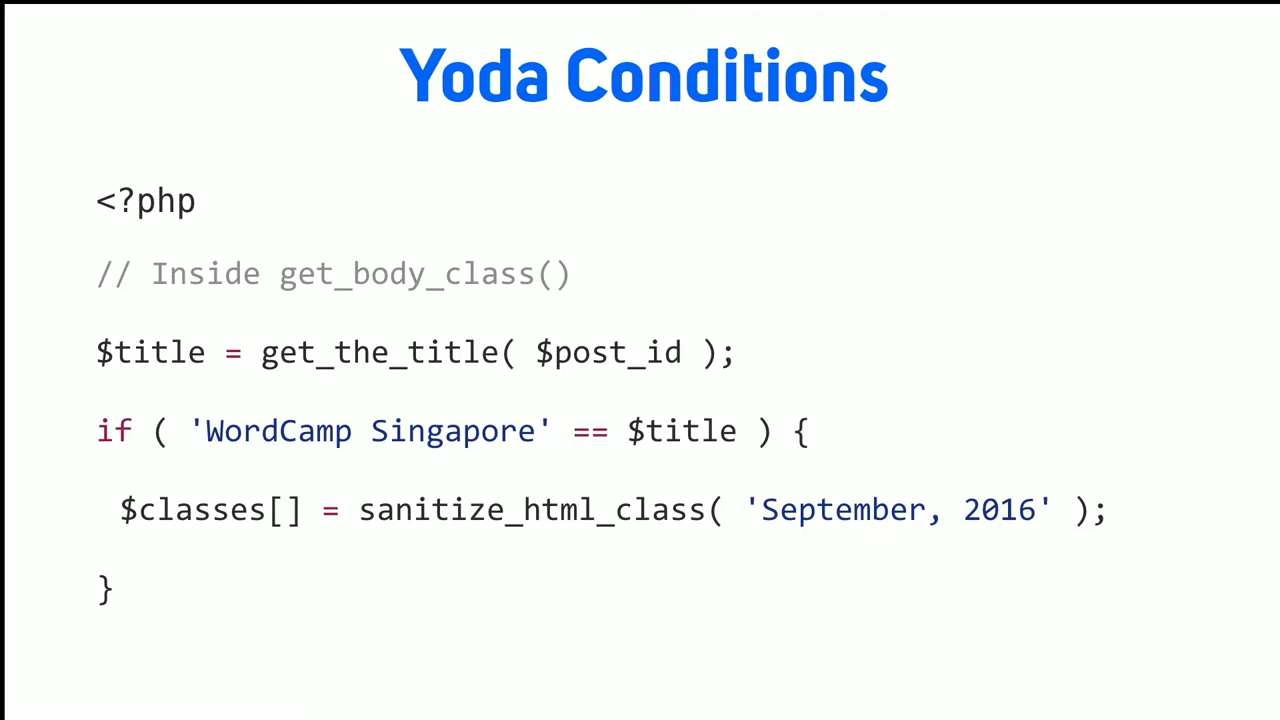 Yoda Conditions
<?php
// Inside get_body_class()
$title = get_the_title( $post_id );
if ( 'WordCamp Singapore' == $title ) {
$classes[] = sanitize_html_class( 'September, 2016' );
}